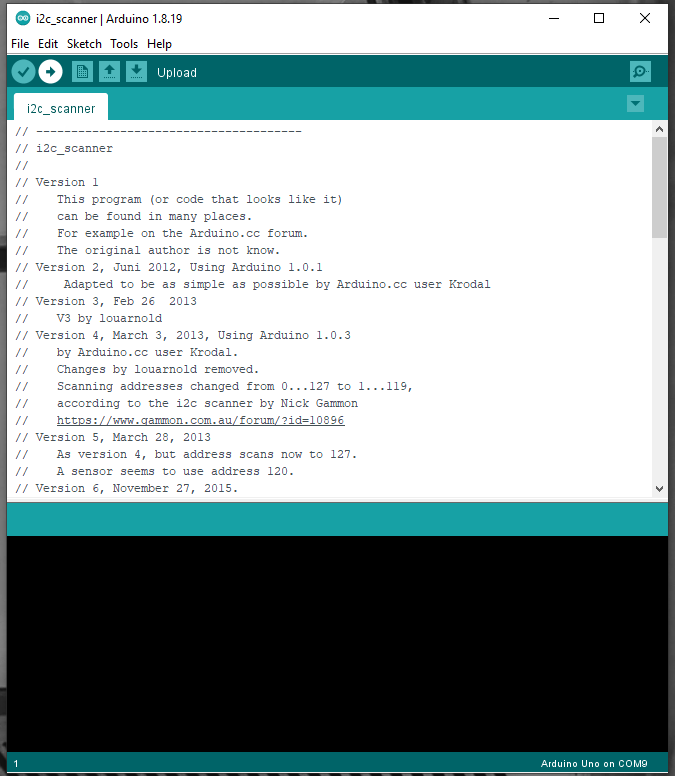 i2c_scanner | Arduino 1.8.19
File Edit Sketch Tools Help
Upload
i2c_scanner
// --------------------------------------
// i2c_scanner
//
// Version 1
//    This program (or code that looks like it)
//    can be found in many places.
//    For example on the Arduino.cc forum.
//    The original author is not know.
// Version 2, Juni 2012, Using Arduino 1.0.1
//     Adapted to be as simple as possible by Arduino.cc user Krodal
// Version 3, Feb 26  2013
//    V3 by louarnold
// Version 4, March 3, 2013, Using Arduino 1.0.3
//    by Arduino.cc user Krodal.
//    Changes by louarnold removed.
//    Scanning addresses changed from 0...127 to 1...119,
//    according to the i2c scanner by Nick Gammon
//    https://www.gammon.com.au/forum/?id=10896
// Version 5, March 28, 2013
//    As version 4, but address scans now to 127.
//    A sensor seems to use address 120.
// Version 6, November 27, 2015.
1
Arduino Uno on COM9